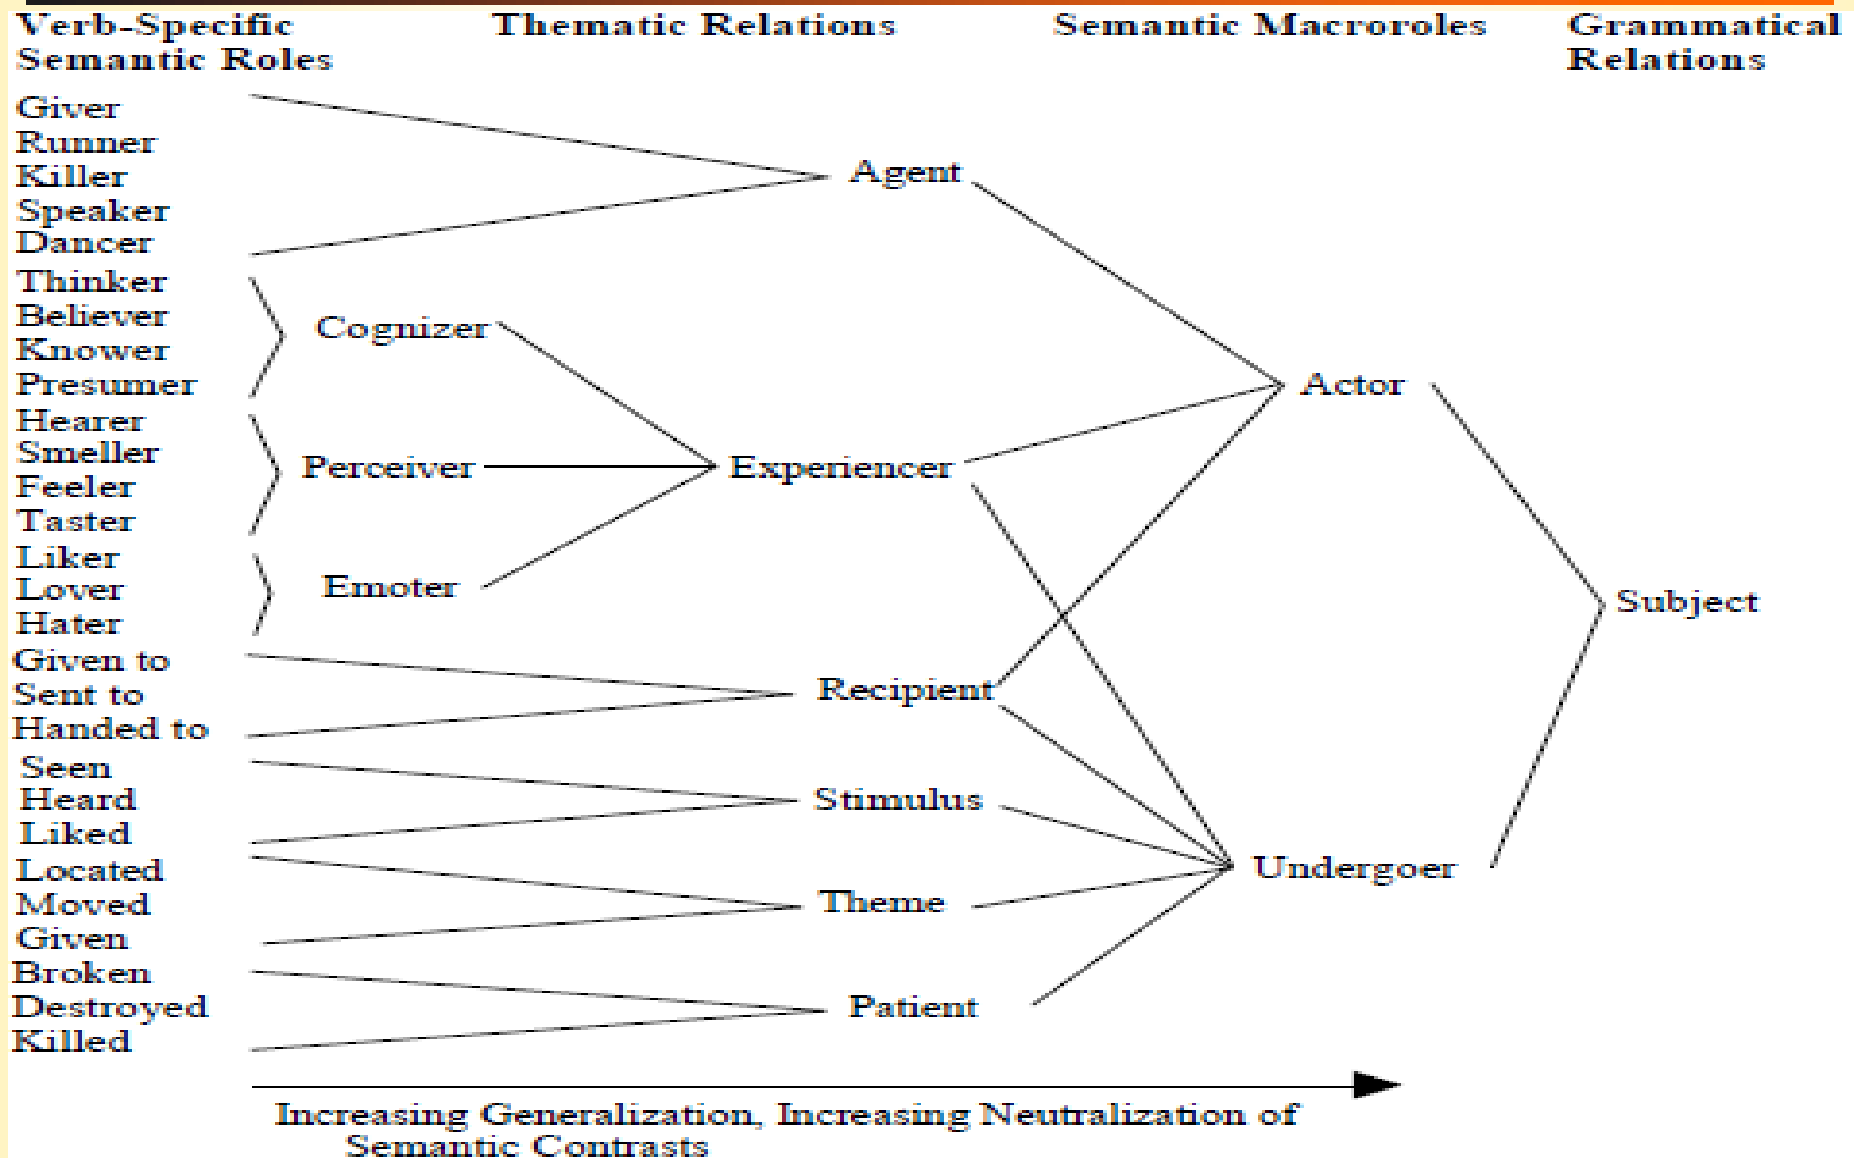 Verb-Specific
Semantic Roles
Thematic Relations
Semantic Macroroles
Grammatical
Relations
Giver
Runner
Killer
Speaker
Dancer
Agent
Thinker
Believer
Knower
Presumer
Cognizer
Actor
Hearer
Smeller
Feeler
Taster
Perceiver
Experiencer
Liker
Lover
Hater
Emoter
Subject
Given to
Sent to
Handed to
Recipient
Seen
Heard
Liked
Stimulus
Located
Moved
Given
Theme
Undergoer
Broken
Destroyed
Killed
Patient
Increasing Generalization, Increasing Neutralization of
Semantic Contrasts